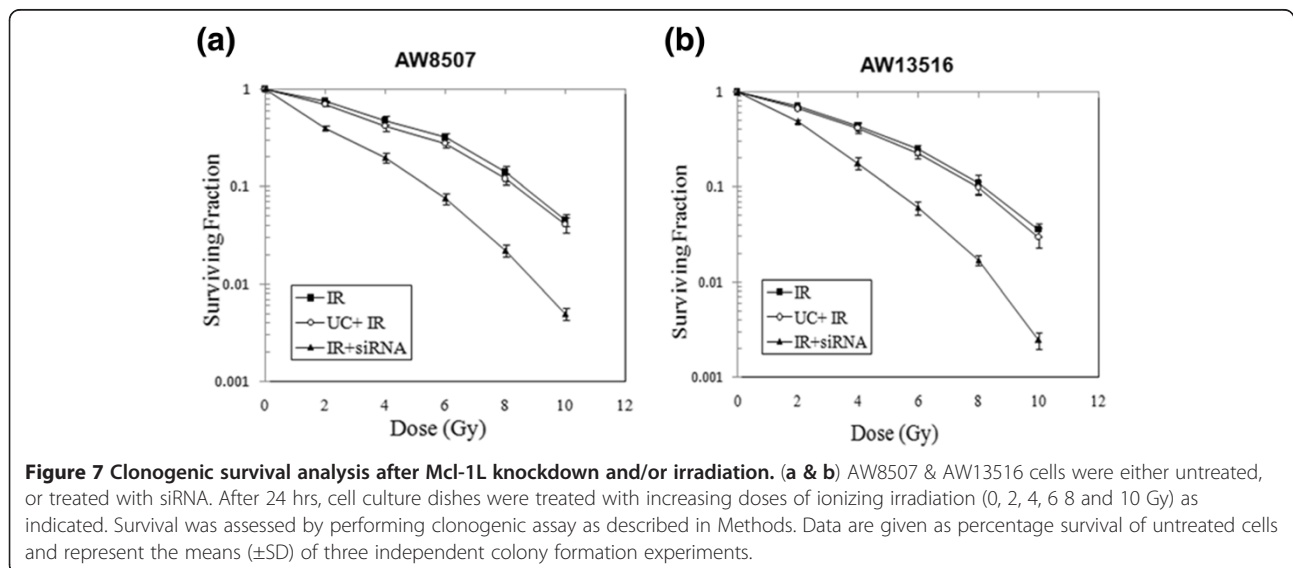 (a)
AW8507
1
0.1
0.01
0.001
Surviving Fraction
IR
UC+ IR
IR+siRNA
0 2 4 6 8 10 12
Dose (Gy)
(b)
AW13516
1
0.1
0.01
0.001
Surviving Fraction
IR
UC+ IR
IR+siRNA
0 2 4 6 8 10 12
Dose (Gy)
Figure 7 Clonogenic survival analysis after Mcl-1L knockdown and/or irradiation. (a & b) AW8507 & AW13516 cells were either untreated,
or treated with siRNA. After 24 hrs, cell culture dishes were treated with increasing doses of ionizing irradiation (0, 2, 4, 6 8 and 10 Gy) as
indicated. Survival was assessed by performing clonogenic assay as described in Methods. Data are given as percentage survival of untreated cells
and represent the means (±SD) of three independent colony formation experiments.